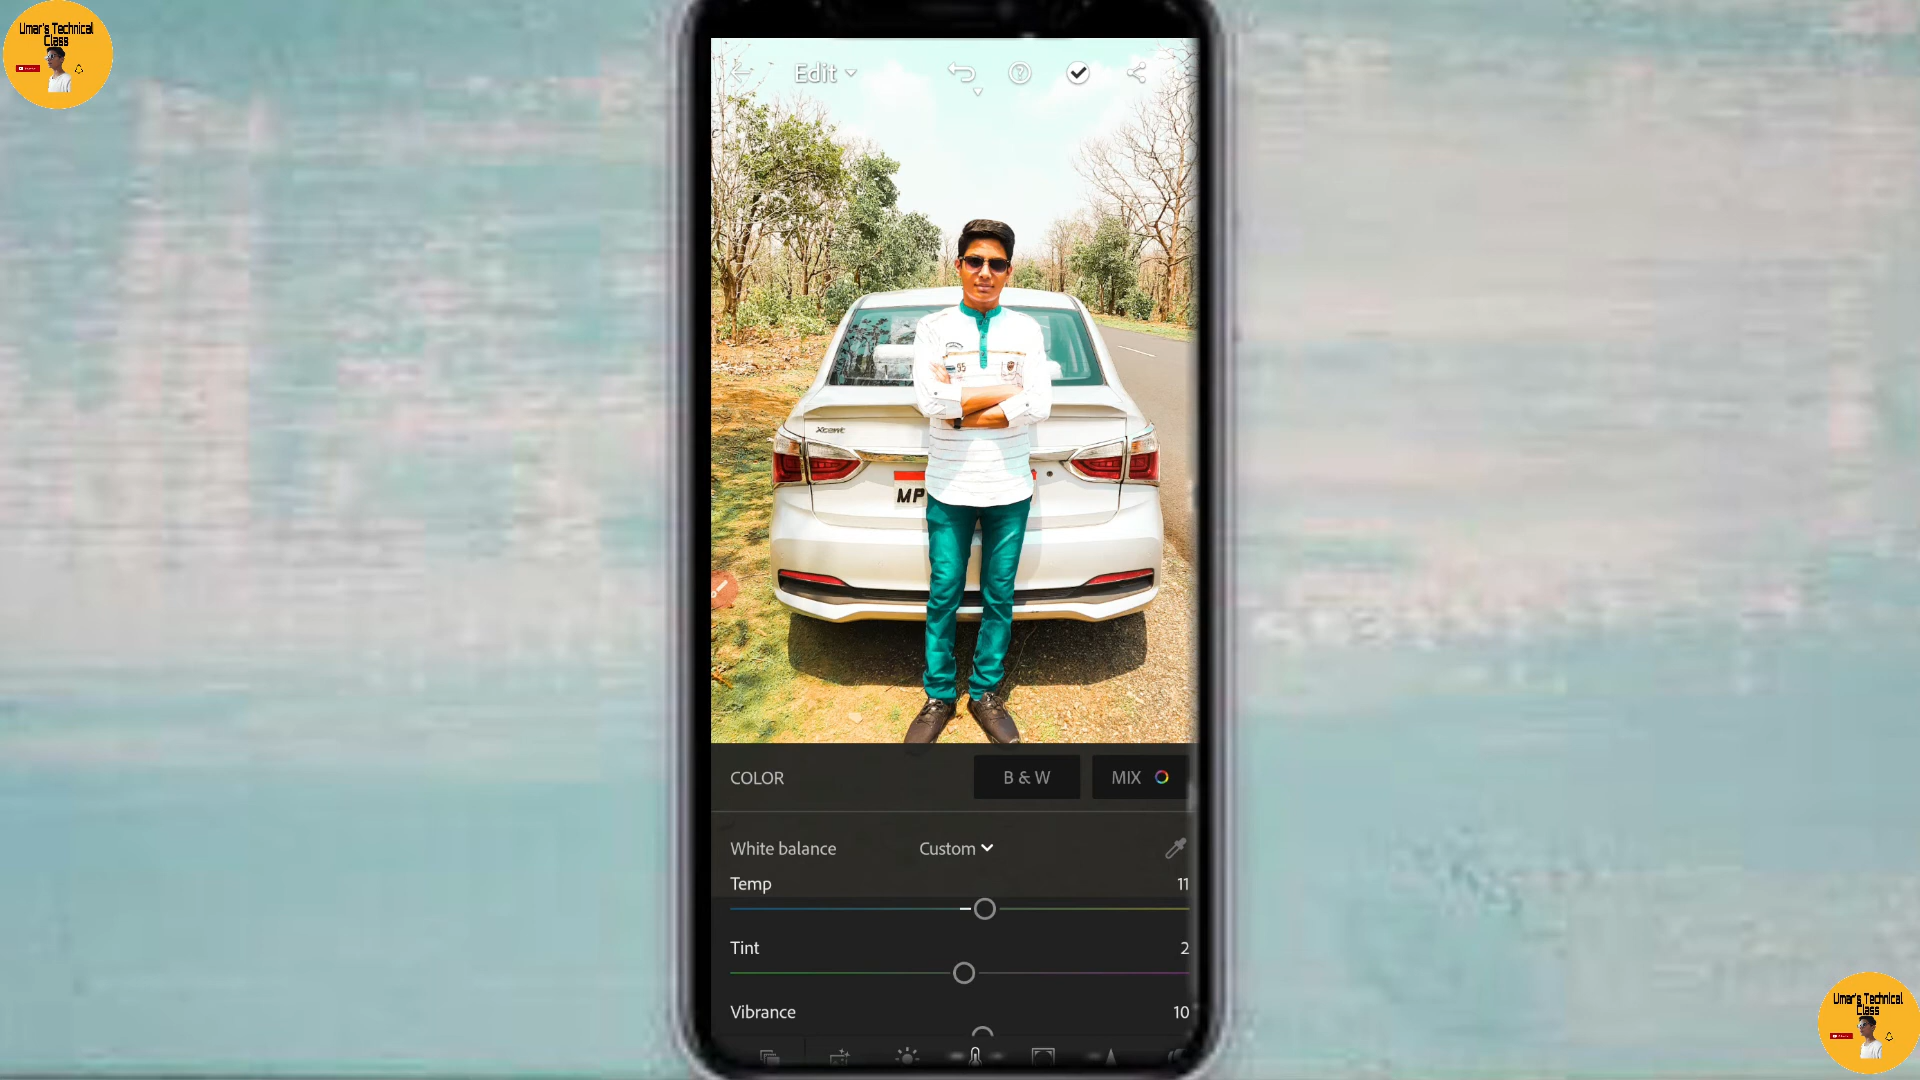 Umar's Technical
Class
Edit
95
Xcent
MP
COLOR
B & W
MIX
White balance
Custom
Temp
11
Tint
2
Vibrance
10
Umar's Technical
Class